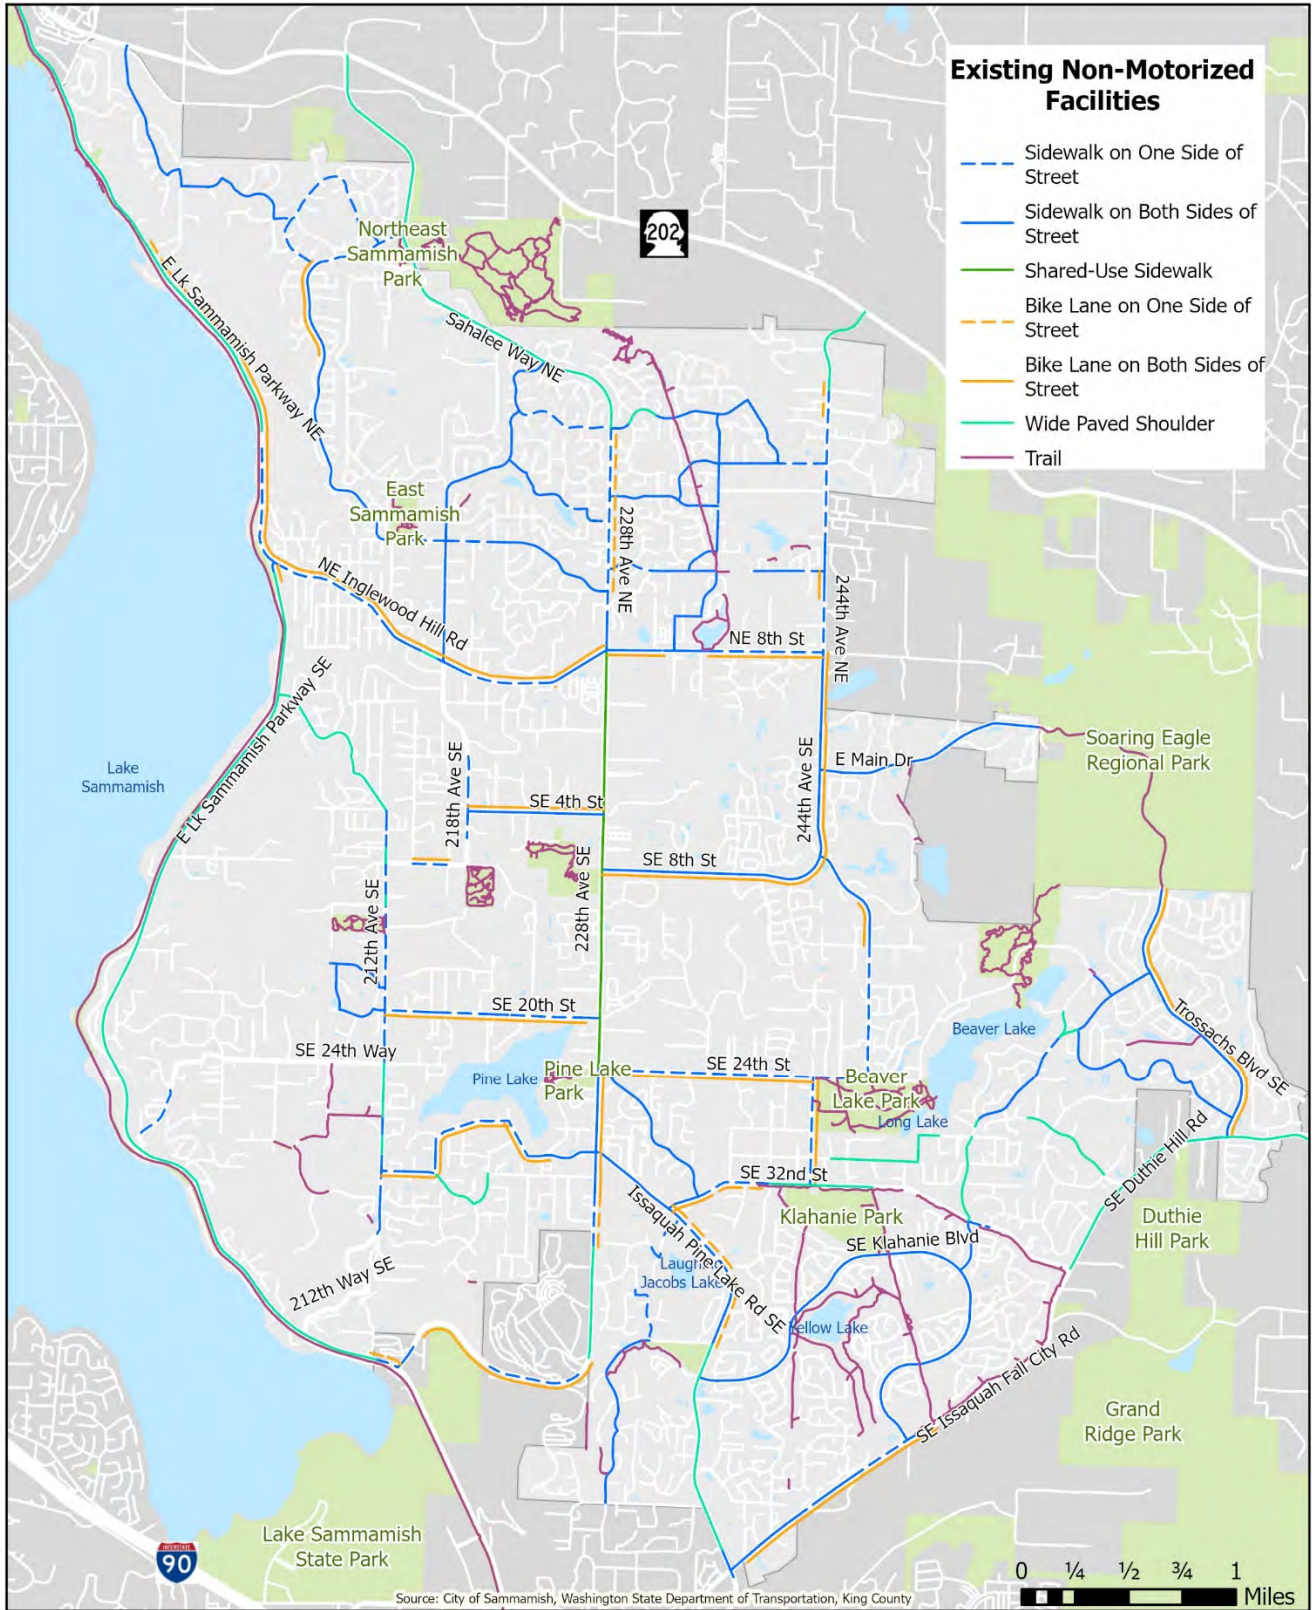 Existing Non-Motorized
Facilities
Sidewalk on One Side of
Street
Sidewalk on Both Sides of
Street
Shared-Use Sidewalk
Bike Lane on One Side of
Street
Bike Lane on Both Sides of
Street
Wide Paved Shoulder
Trail
202
Northeast
Sammamish
Park
E Lk Sammamish Parkway NE
Sahalee Way NE
East
Sammamish
Park
228th Ave NE
NE Inglewood Hill Rd
244th Ave NE
NE 8th St
E Lk Sammamish Parkway SE
Soaring Eagle
Regional Park
Lake
Sammamish
218th Ave SE
244th Ave SE
E Main Dr
SE 4th St
SE 8th St
228th Ave SE
212th Ave SE
SE 20th St
Beaver Lake
Trossachs Blvd SE
SE 24th Way
SE 24th St
Pine Lake
Pine Lake
Park
Beaver
Lake Park
Long Lake
SE Duthie Hill Rd
SE 32nd St
Issaquah Pine Lake Rd SE
Klahanie Park
Duthie
Hill Park
SE Klahanie Blvd
Laughing
Jacobs Lake
212th Way SE
Yellow Lake
SE Issaquah Fall City Rd
Grand
Ridge Park
Lake Sammamish
State Park
INTERSTATE
90
0 ¼ ½ ¾ 1
Miles
Source: City of Sammamish, Washington State Department of Transportation, King County